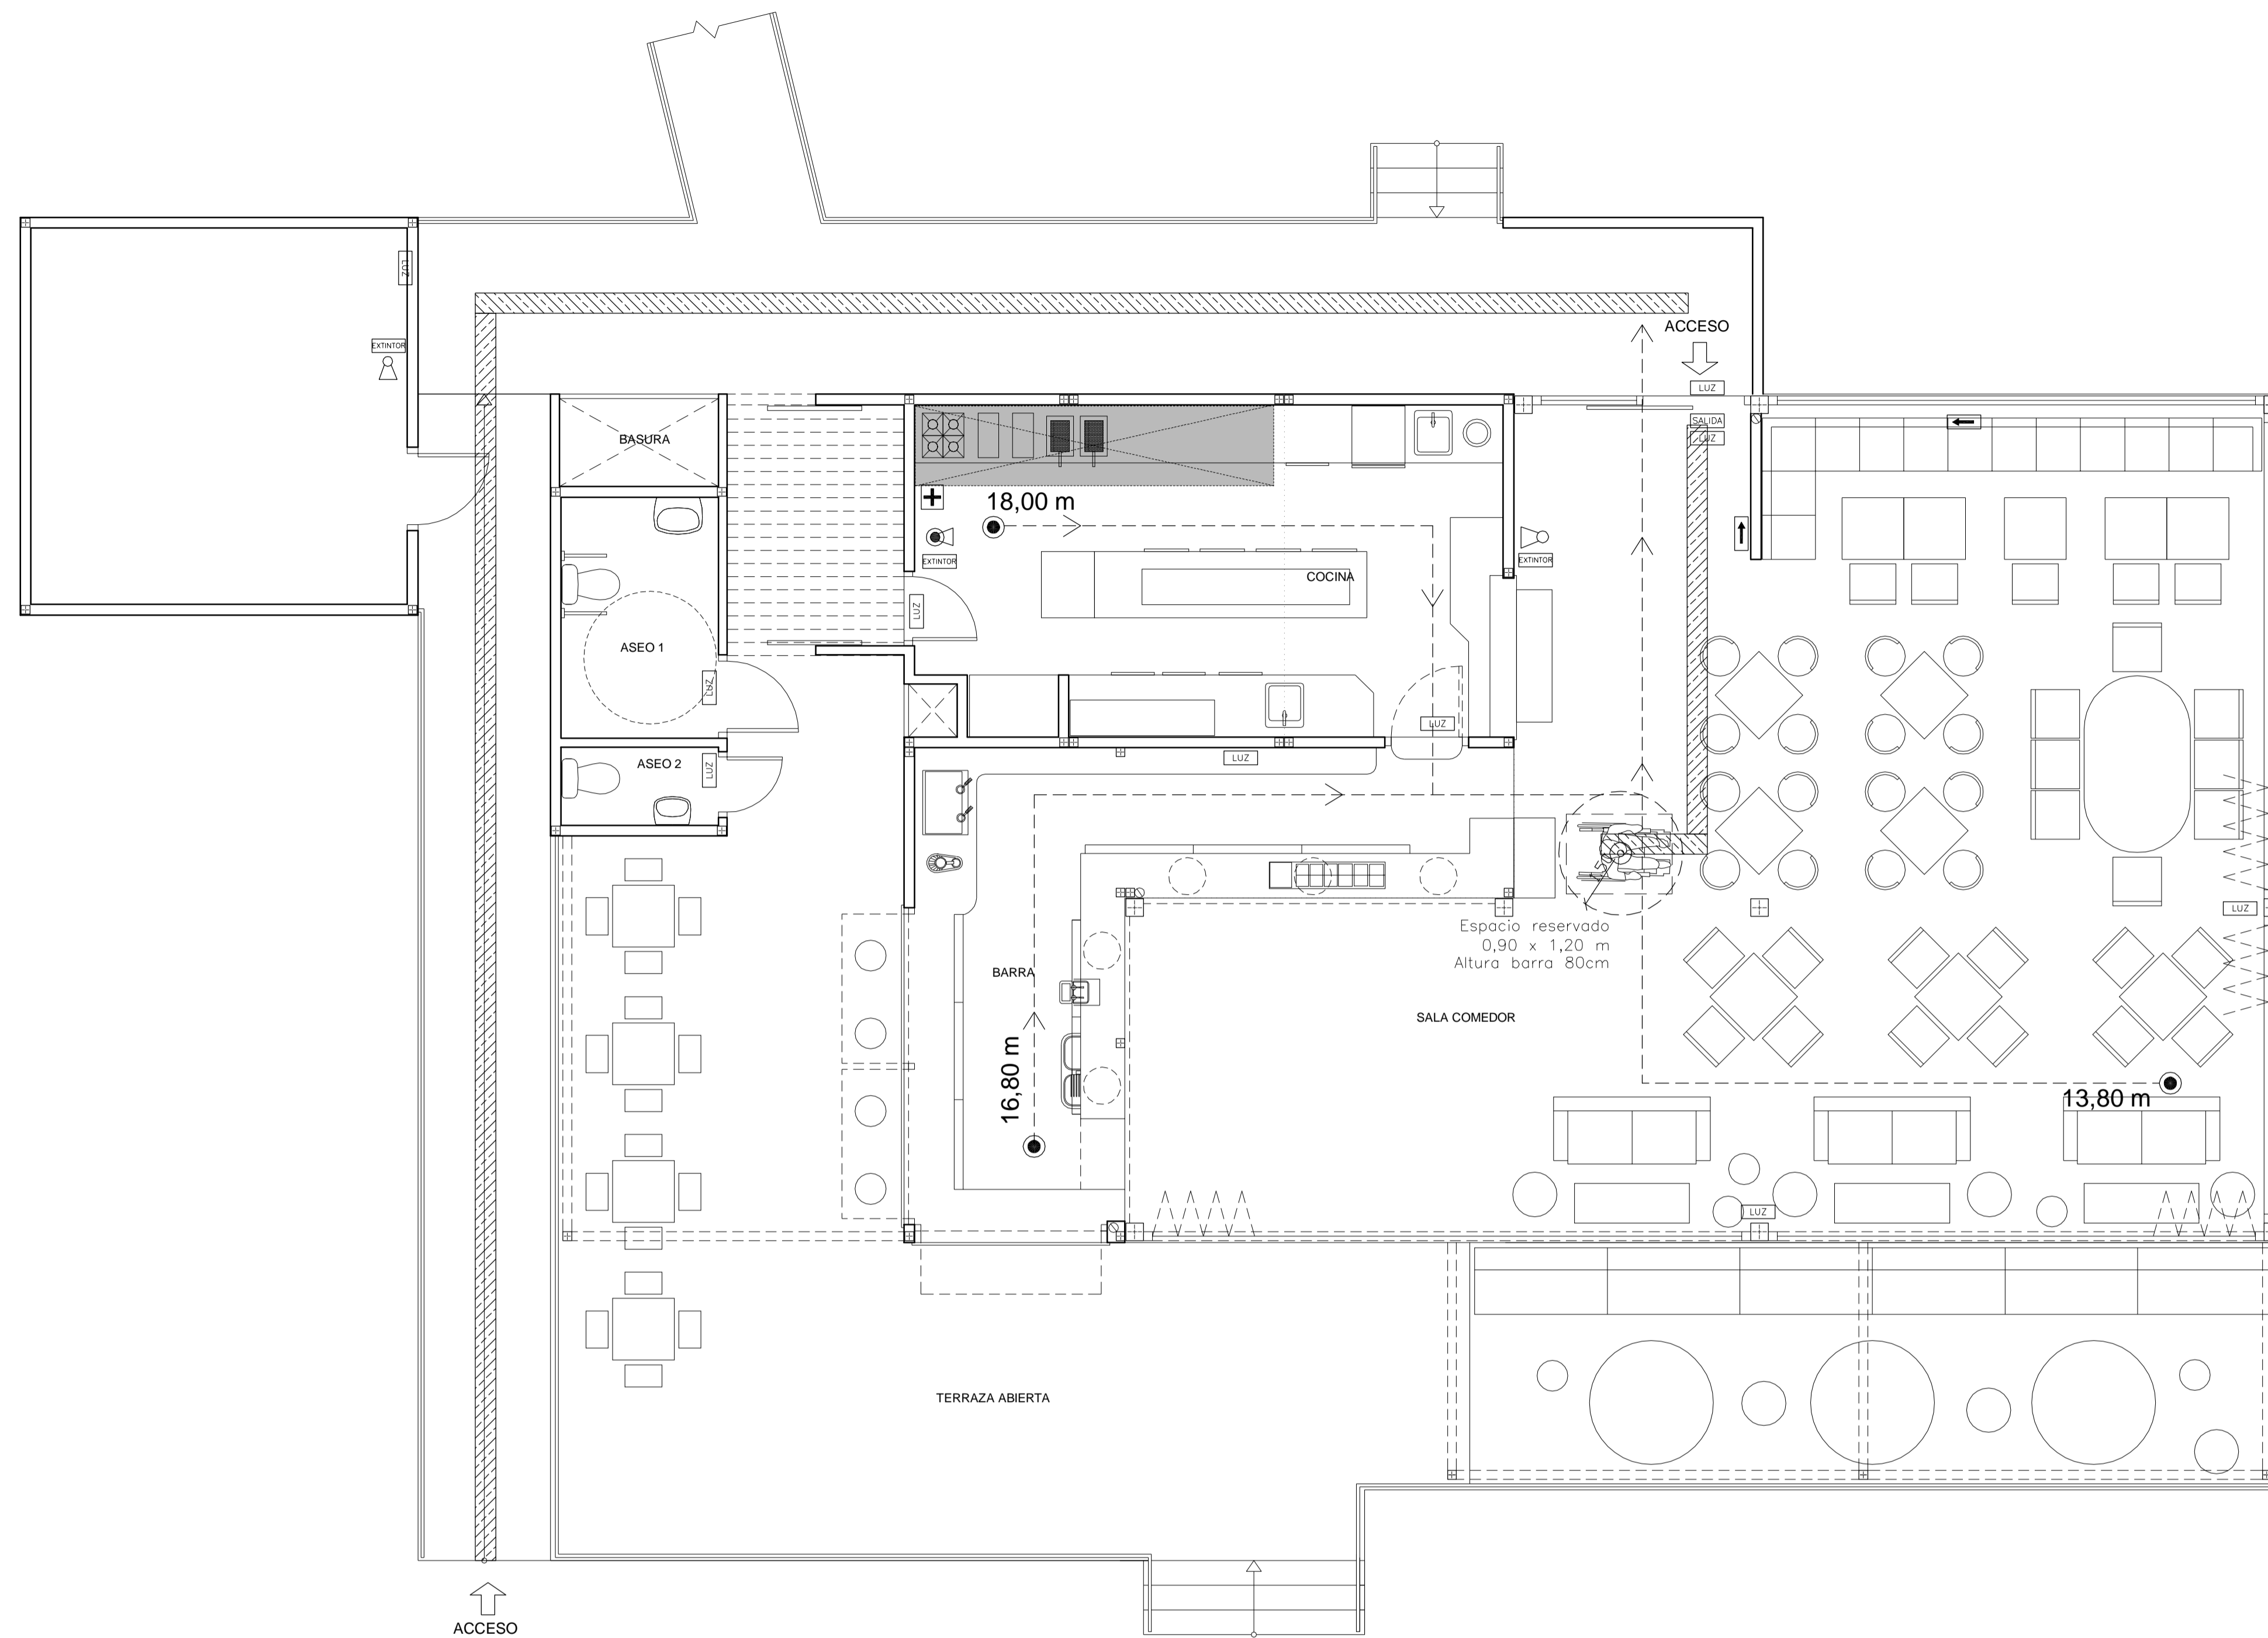 LUZ
EXTINTOR
ACCESO
LUZ
SALIDA
LUZ
BASURA
18,00 m
EXTINTOR
EXTINTOR
COCINA
LUZ
ASEO 1
LUZ
LUZ
ASEO 2
LUZ
LUZ
LUZ
Espacio reservado
0,90 x 1,20 m
Altura barra 80cm
BARRA
SALA COMEDOR
16,80 m
13,80 m
LUZ
TERRAZA ABIERTA
ACCESO